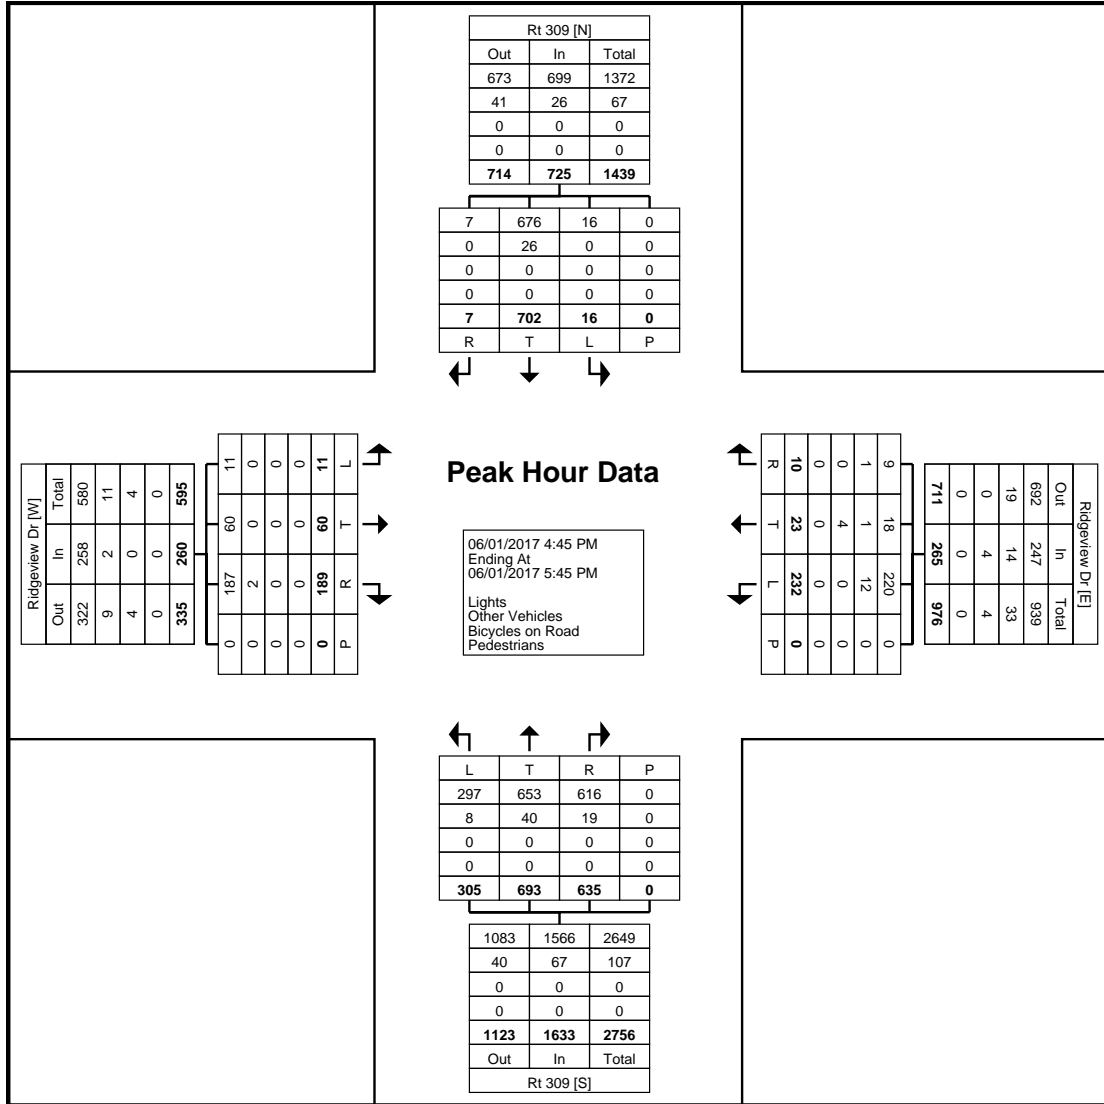 Rt 309 [N]
Out In Total
673 699 1372
41 26 67
0 0 0
0 0 0
714 725 1439
7 676 16 0
0 26 0 0
0 0 0 0
0 0 0 0
7 702 16 0
R T L P
Ridgeview Dr [W]
Total In Out
580 258 322
11 2 9
4 0 4
0 0 0
595 260 335
11 60 187 0
0 0 2 0
0 0 0 0
0 0 0 0
11 60 189 0
L T R P
Peak Hour Data
06/01/2017 4:45 PM
Ending At
06/01/2017 5:45 PM
Lights
Other Vehicles
Bicycles on Road
Pedestrians
R T L P
10 23 232 0
0 0 0 0
0 4 0 0
1 1 12 0
9 18 220 0
711 265 976
0 0 0
0 4 4
19 14 33
692 247 939
Out In Total
Ridgeview Dr [E]
L T R P
297 653 616 0
8 40 19 0
0 0 0 0
0 0 0 0
305 693 635 0
1083 1566 2649
40 67 107
0 0 0
0 0 0
1123 1633 2756
Out In Total
Rt 309 [S]